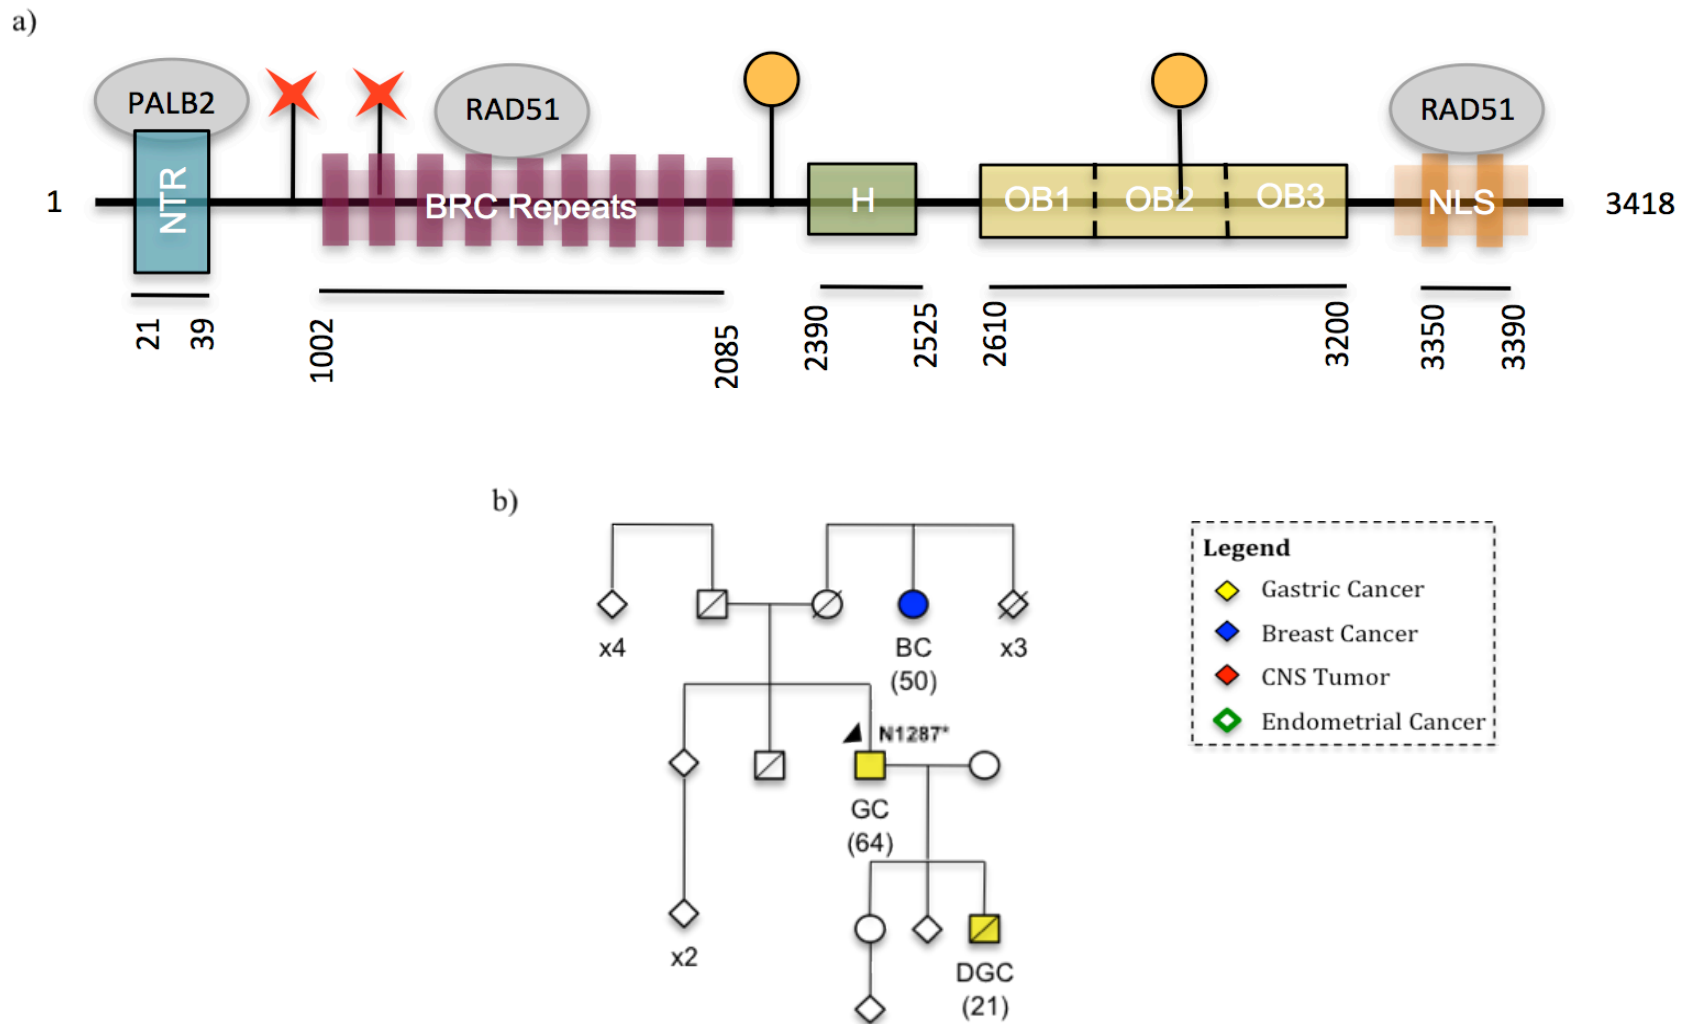 a)
PALB2
RAD51
RAD51
1
NTR
BRC Repeats
H
OB1
OB2
OB3
NLS
3418
21
39
1002
2085
2390
2525
2610
3200
3350
3390
b)
x4
BC
(50)
x3
N1287*
GC
(64)
x2
DGC
(21)
Legend
Gastric Cancer
Breast Cancer
CNS Tumor
Endometrial Cancer